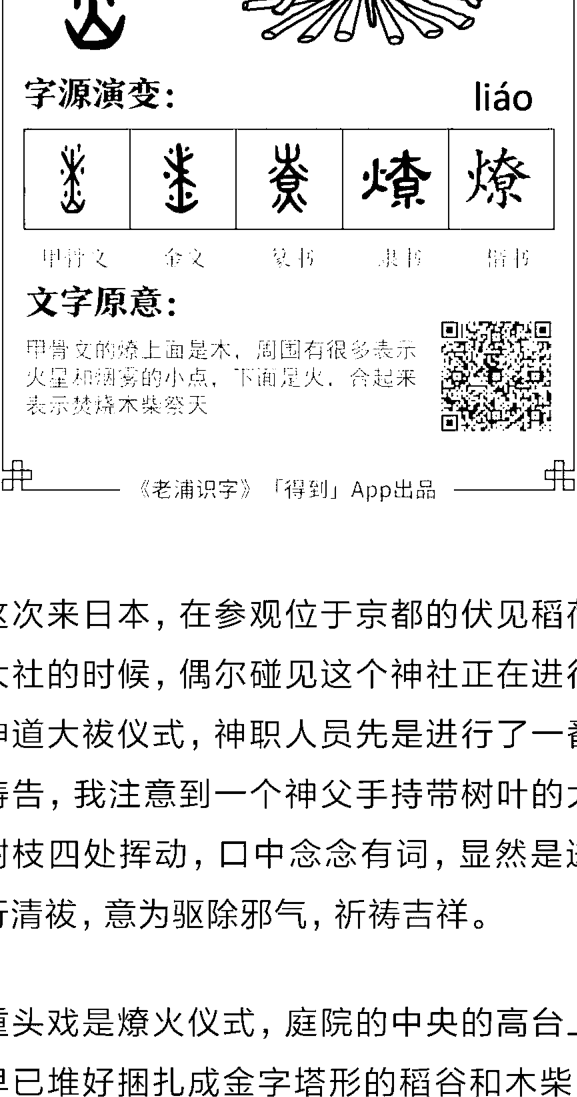 字源演变：
liáo
燎 燎
甲骨文 金文 篆书 隶书 楷书
文字原意：
甲骨文的燎上面是木，周围有很多表示
火星和烟雾的小点，下面是火，合起来
表示焚烧木柴祭天
《老浦识字》「得到」App出品
这次来日本，在参观位于京都的伏见稻荷
大社的时候，偶尔碰见这个神社正在进行
神道大祓仪式，神职人员先是进行了一番
祷告，我注意到一个神父手持带树叶的大
树枝四处挥动，口中念念有词，显然是进
行清祓，意为驱除邪气，祈祷吉祥。
重头戏是燎火仪式，庭院的中央的高台上
早已堆好捆扎成金字塔形的稻谷和木柴